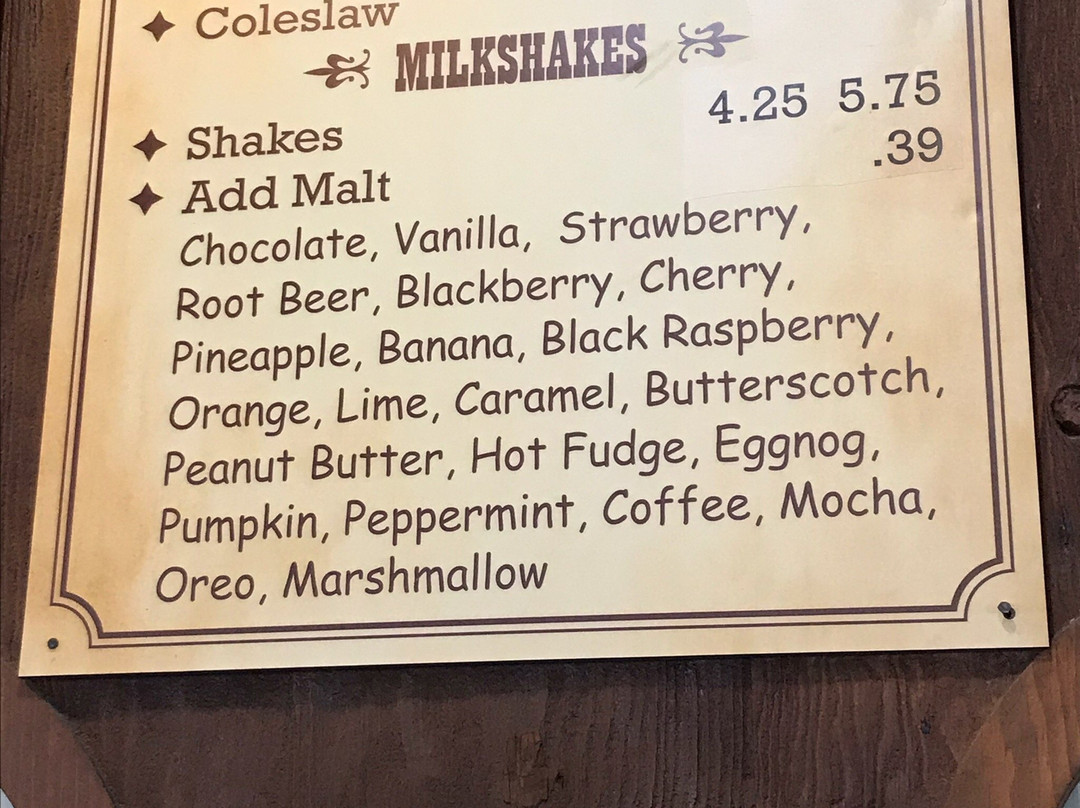 Coleslaw
MILKSHAKES
Shakes 4.25 5.75
Add Malt .39
Chocolate, Vanilla, Strawberry,
Root Beer, Blackberry, Cherry,
Pineapple, Banana, Black Raspberry,
Orange, Lime, Caramel, Butterscotch,
Peanut Butter, Hot Fudge, Eggnog,
Pumpkin, Peppermint, Coffee, Mocha,
Oreo, Marshmallow